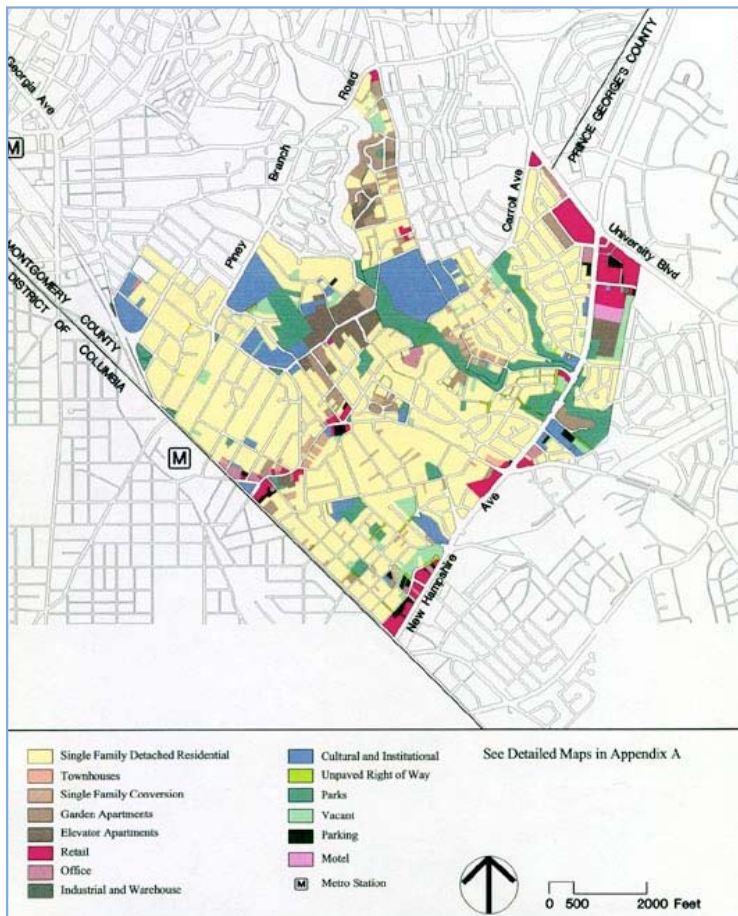 Georgia Ave
Road
PRINCE GEORGE'S COUNTY
M
Branch
Carroll Ave
University Blvd
Piney
MONTGOMERY COUNTY
DISTRICT OF COLUMBIA
M
Ave
New Hampshire
Single Family Detached Residential
Townhouses
Single Family Conversion
Garden Apartments
Elevator Apartments
Retail
Office
Industrial and Warehouse
Cultural and Institutional
Unpaved Right of Way
Parks
Vacant
Parking
Motel
M Metro Station
See Detailed Maps in Appendix A
0 500 2000 Feet